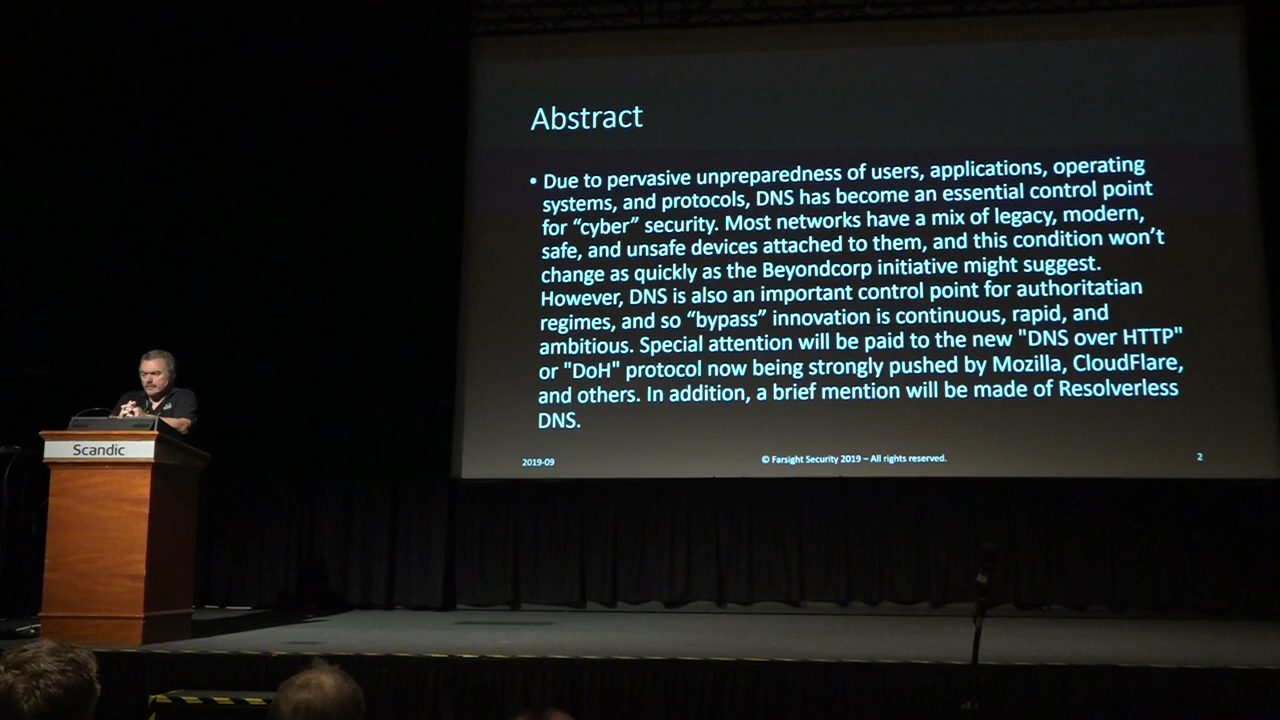 Abstract
• Due to pervasive unpreparedness of users, applications, operating
systems, and protocols, DNS has become an essential control point
for “cyber” security. Most networks have a mix of legacy, modern,
safe, and unsafe devices attached to them, and this condition won’t
change as quickly as the Beyondcorp initiative might suggest.
However, DNS is also an important control point for authoritatian
regimes, and so “bypass” innovation is continuous, rapid, and
ambitious. Special attention will be paid to the new "DNS over HTTP"
or "DoH" protocol now being strongly pushed by Mozilla, CloudFlare,
and others. In addition, a brief mention will be made of Resolverless
DNS.
2019-09
© Farsight Security 2019 – All rights reserved.
2
Scandic